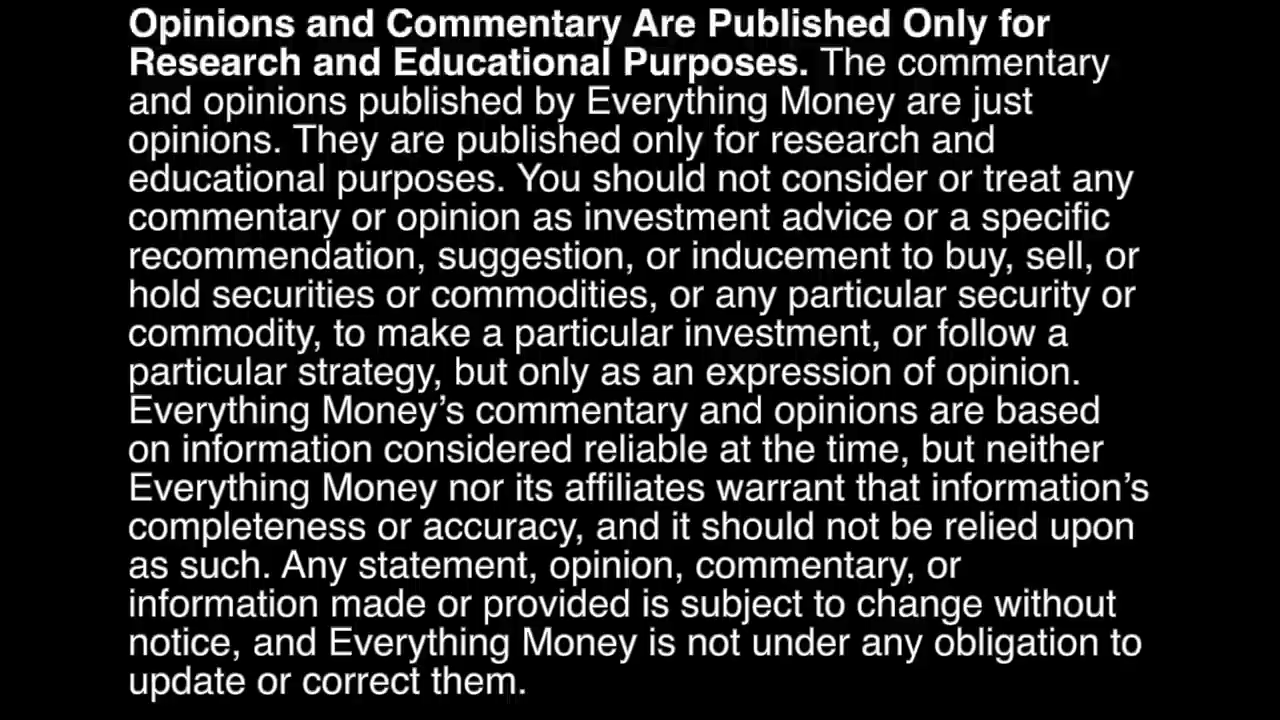 Opinions and Commentary Are Published Only for
Research and Educational Purposes. The commentary
and opinions published by Everything Money are just
opinions. They are published only for research and
educational purposes. You should not consider or treat any
commentary or opinion as investment advice or a specific
recommendation, suggestion, or inducement to buy, sell, or
hold securities or commodities, or any particular security or
commodity, to make a particular investment, or follow a
particular strategy, but only as an expression of opinion.
Everything Money’s commentary and opinions are based
on information considered reliable at the time, but neither
Everything Money nor its affiliates warrant that information’s
completeness or accuracy, and it should not be relied upon
as such. Any statement, opinion, commentary, or
information made or provided is subject to change without
notice, and Everything Money is not under any obligation to
update or correct them.